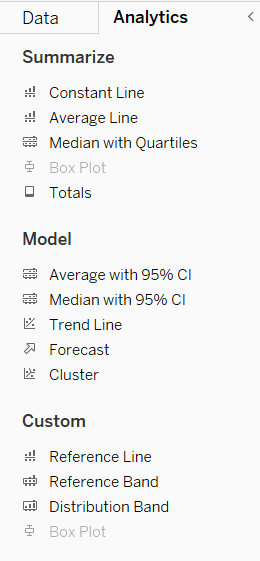 Data Analytics
Summarize
Constant Line
Average Line
Median with Quartiles
Box Plot
Totals
Model
Average with 95% CI
Median with 95% CI
Trend Line
Forecast
Cluster
Custom
Reference Line
Reference Band
Distribution Band
Box Plot